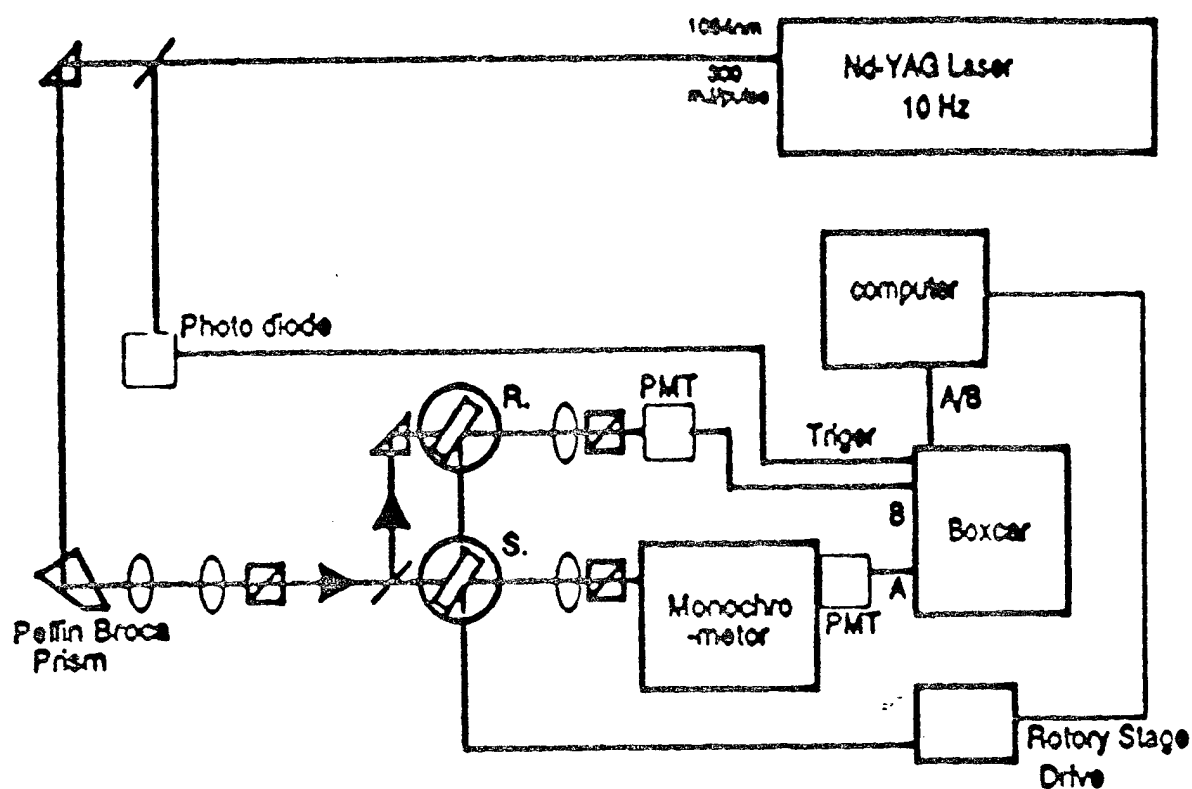 1064nm
300
mJ/pulse
Nd-YAG Laser
10 Hz
computer
Photo diode
A/B
PMT
R.
Triger
B
Boxcar
S.
A
Monochro
-metor
PMT
Pellin Broca
Prism
Rotory Stage
Drive